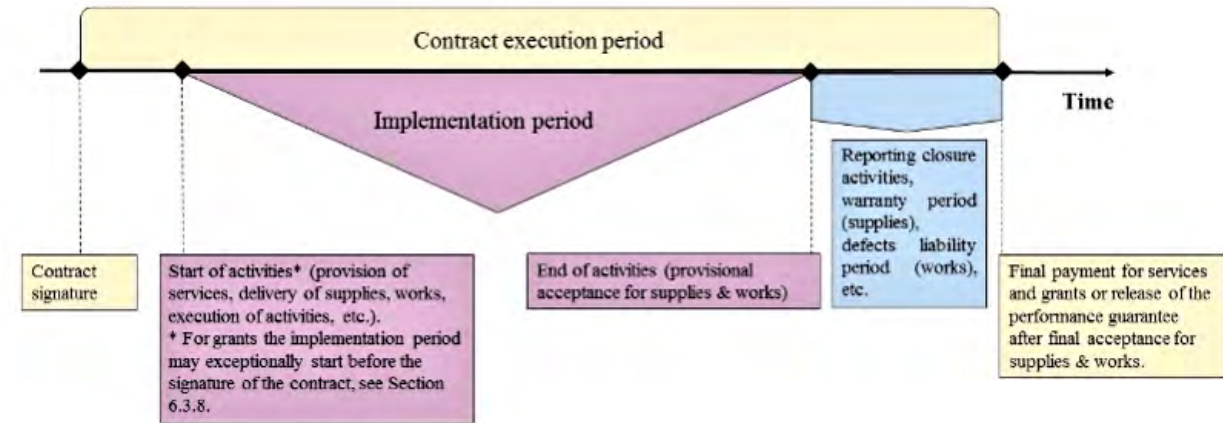 Contract execution period
Time
Implementation period
Reporting closure
activities,
warranty period
(supplies),
defects liability
period (works),
etc.
Contract
signature
Start of activities* (provision of
services, delivery of supplies, works,
execution of activities, etc.).
* For grants the implementation period
may exceptionally start before the
signature of the contract, see Section
6.3.8.
End of activities (provisional
acceptance for supplies & works)
Final payment for services
and grants or release of the
performance guarantee
after final acceptance for
supplies & works.